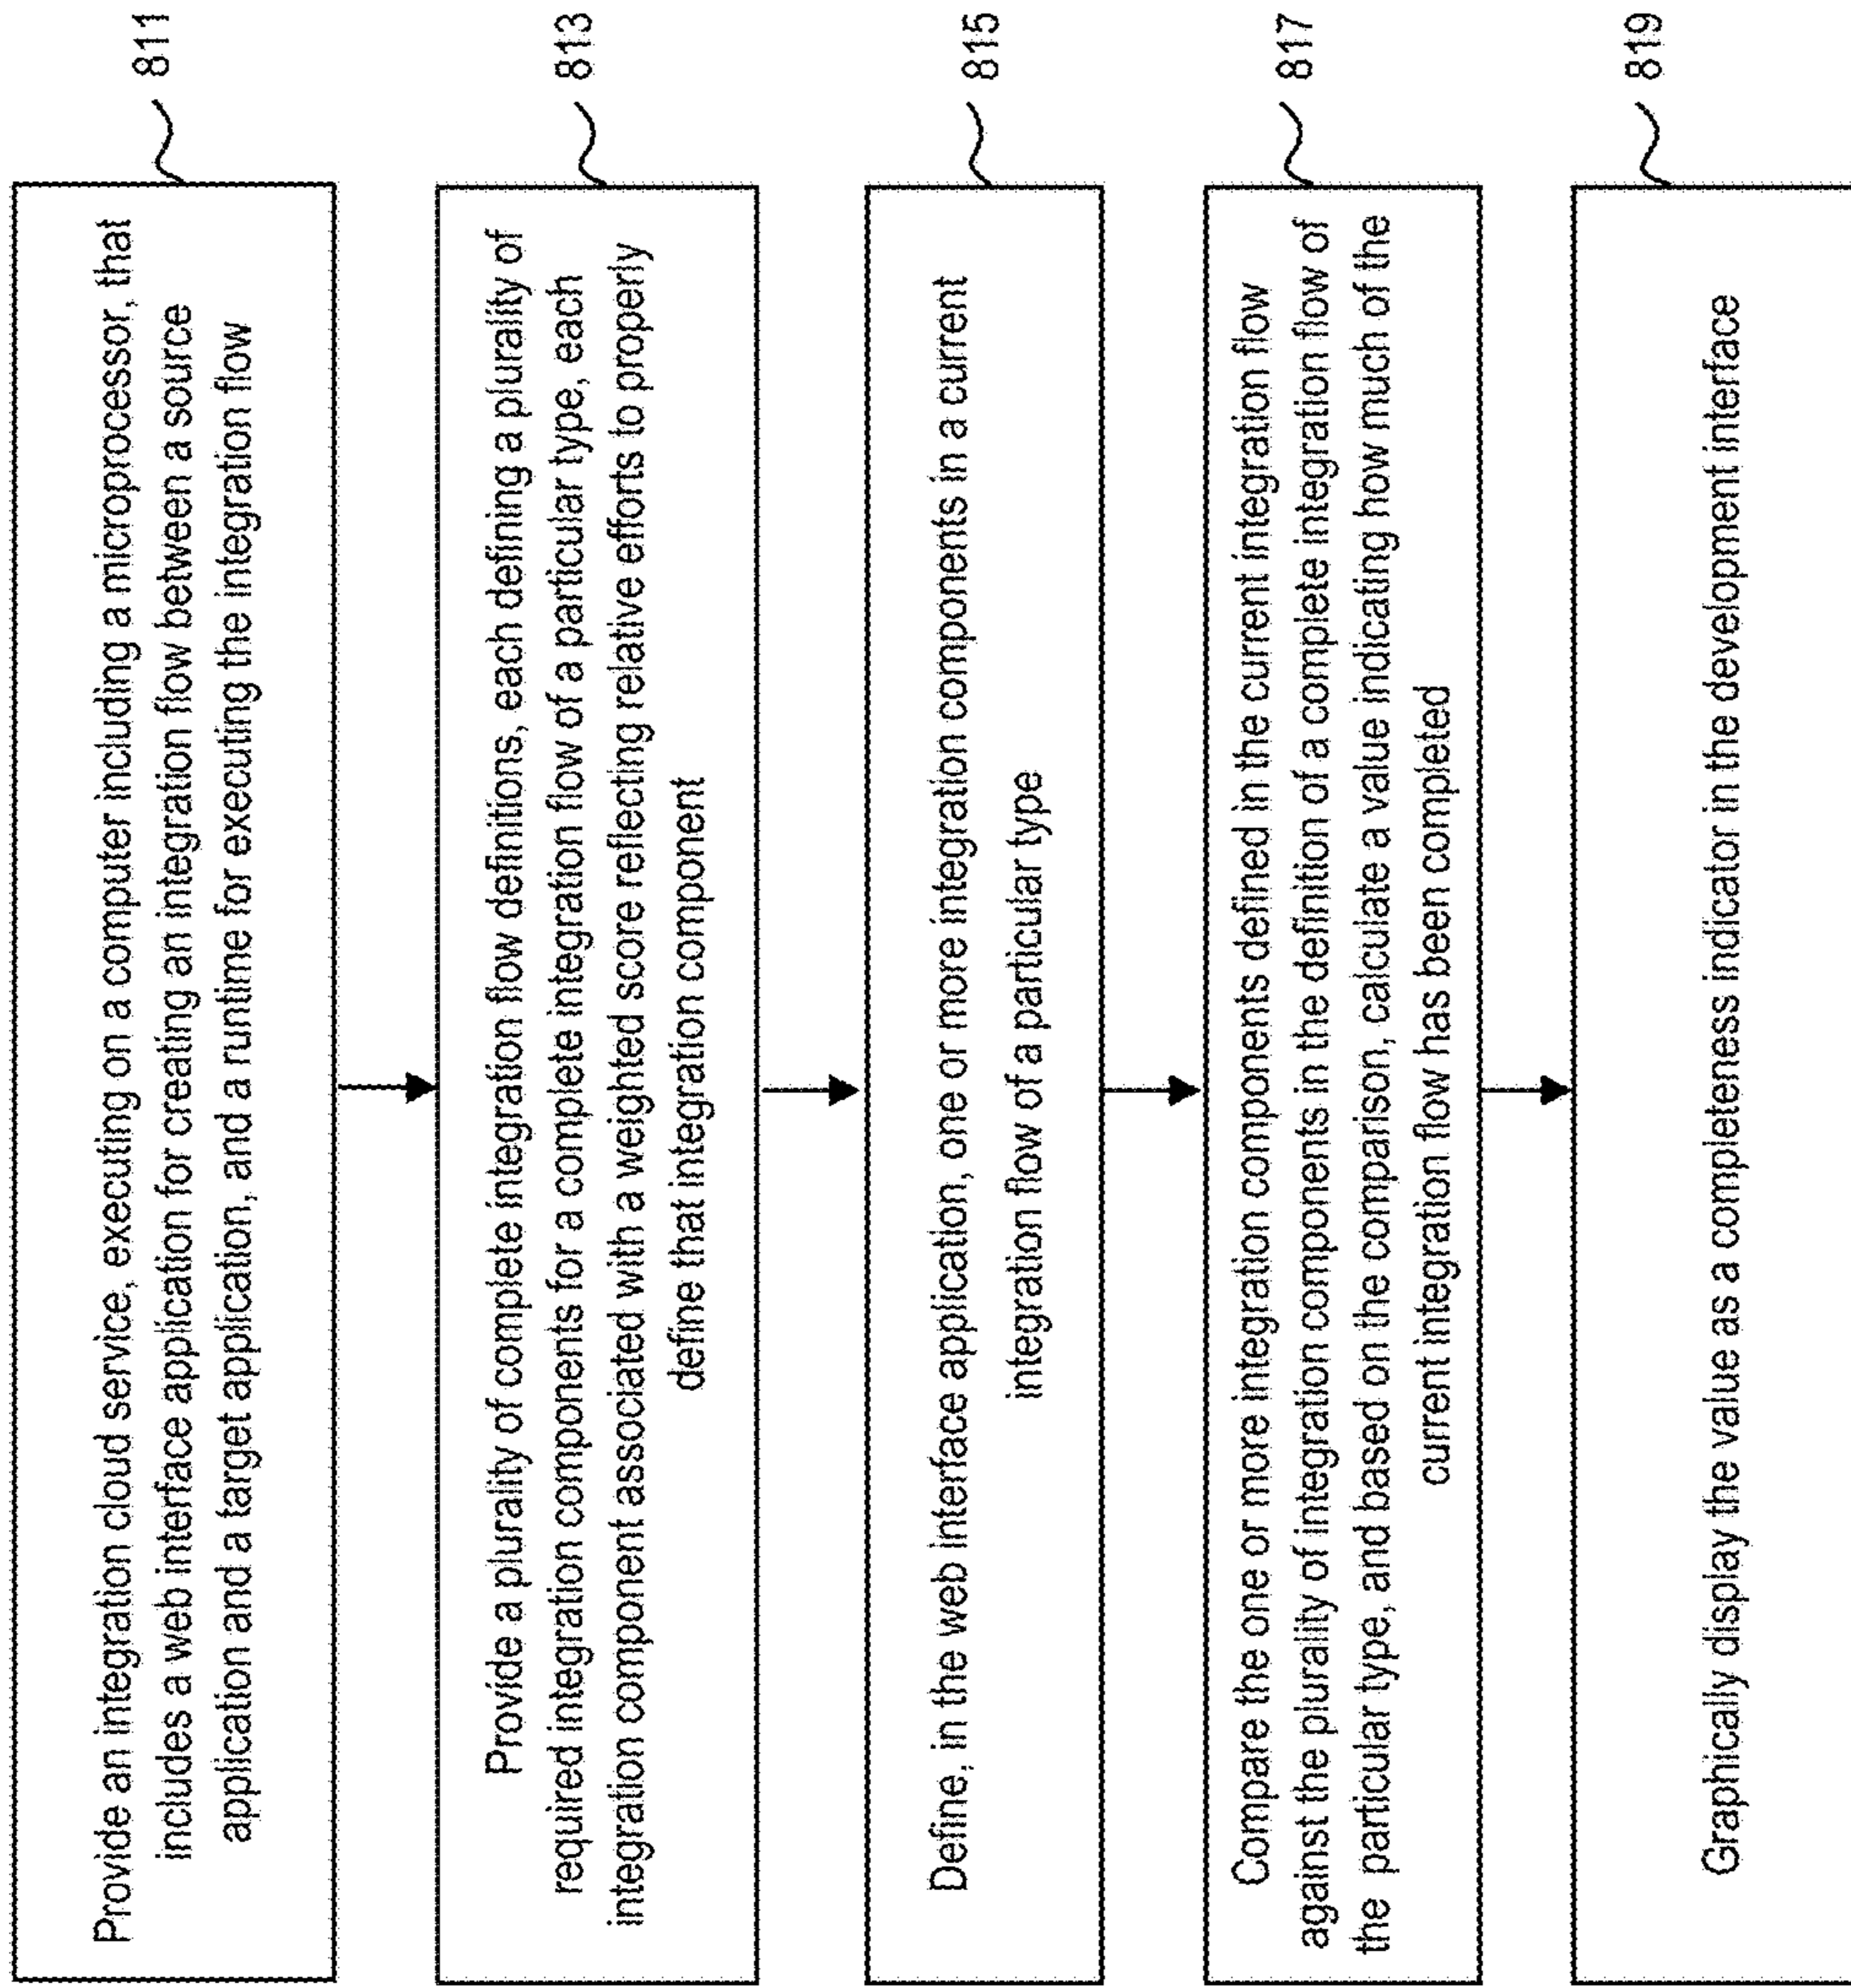 Provide an integration cloud service, executing on a computer including a microprocessor, that
includes a web interface application for creating an integration flow between a source
application and a target application, and a runtime for executing the integration flow
811
Provide a plurality of complete integration flow definitions, each defining a plurality of
required integration components for a complete integration flow of a particular type, each
integration component associated with a weighted score reflecting relative efforts to properly
define that integration component
813
Define, in the web interface application, one or more integration components in a current
integration flow of a particular type
815
Compare the one or more integration components defined in the current integration flow
against the plurality of integration components in the definition of a complete integration flow of
the particular type, and based on the comparison, calculate a value indicating how much of the
current integration flow has been completed
817
Graphically display the value as a completeness indicator in the development interface
819